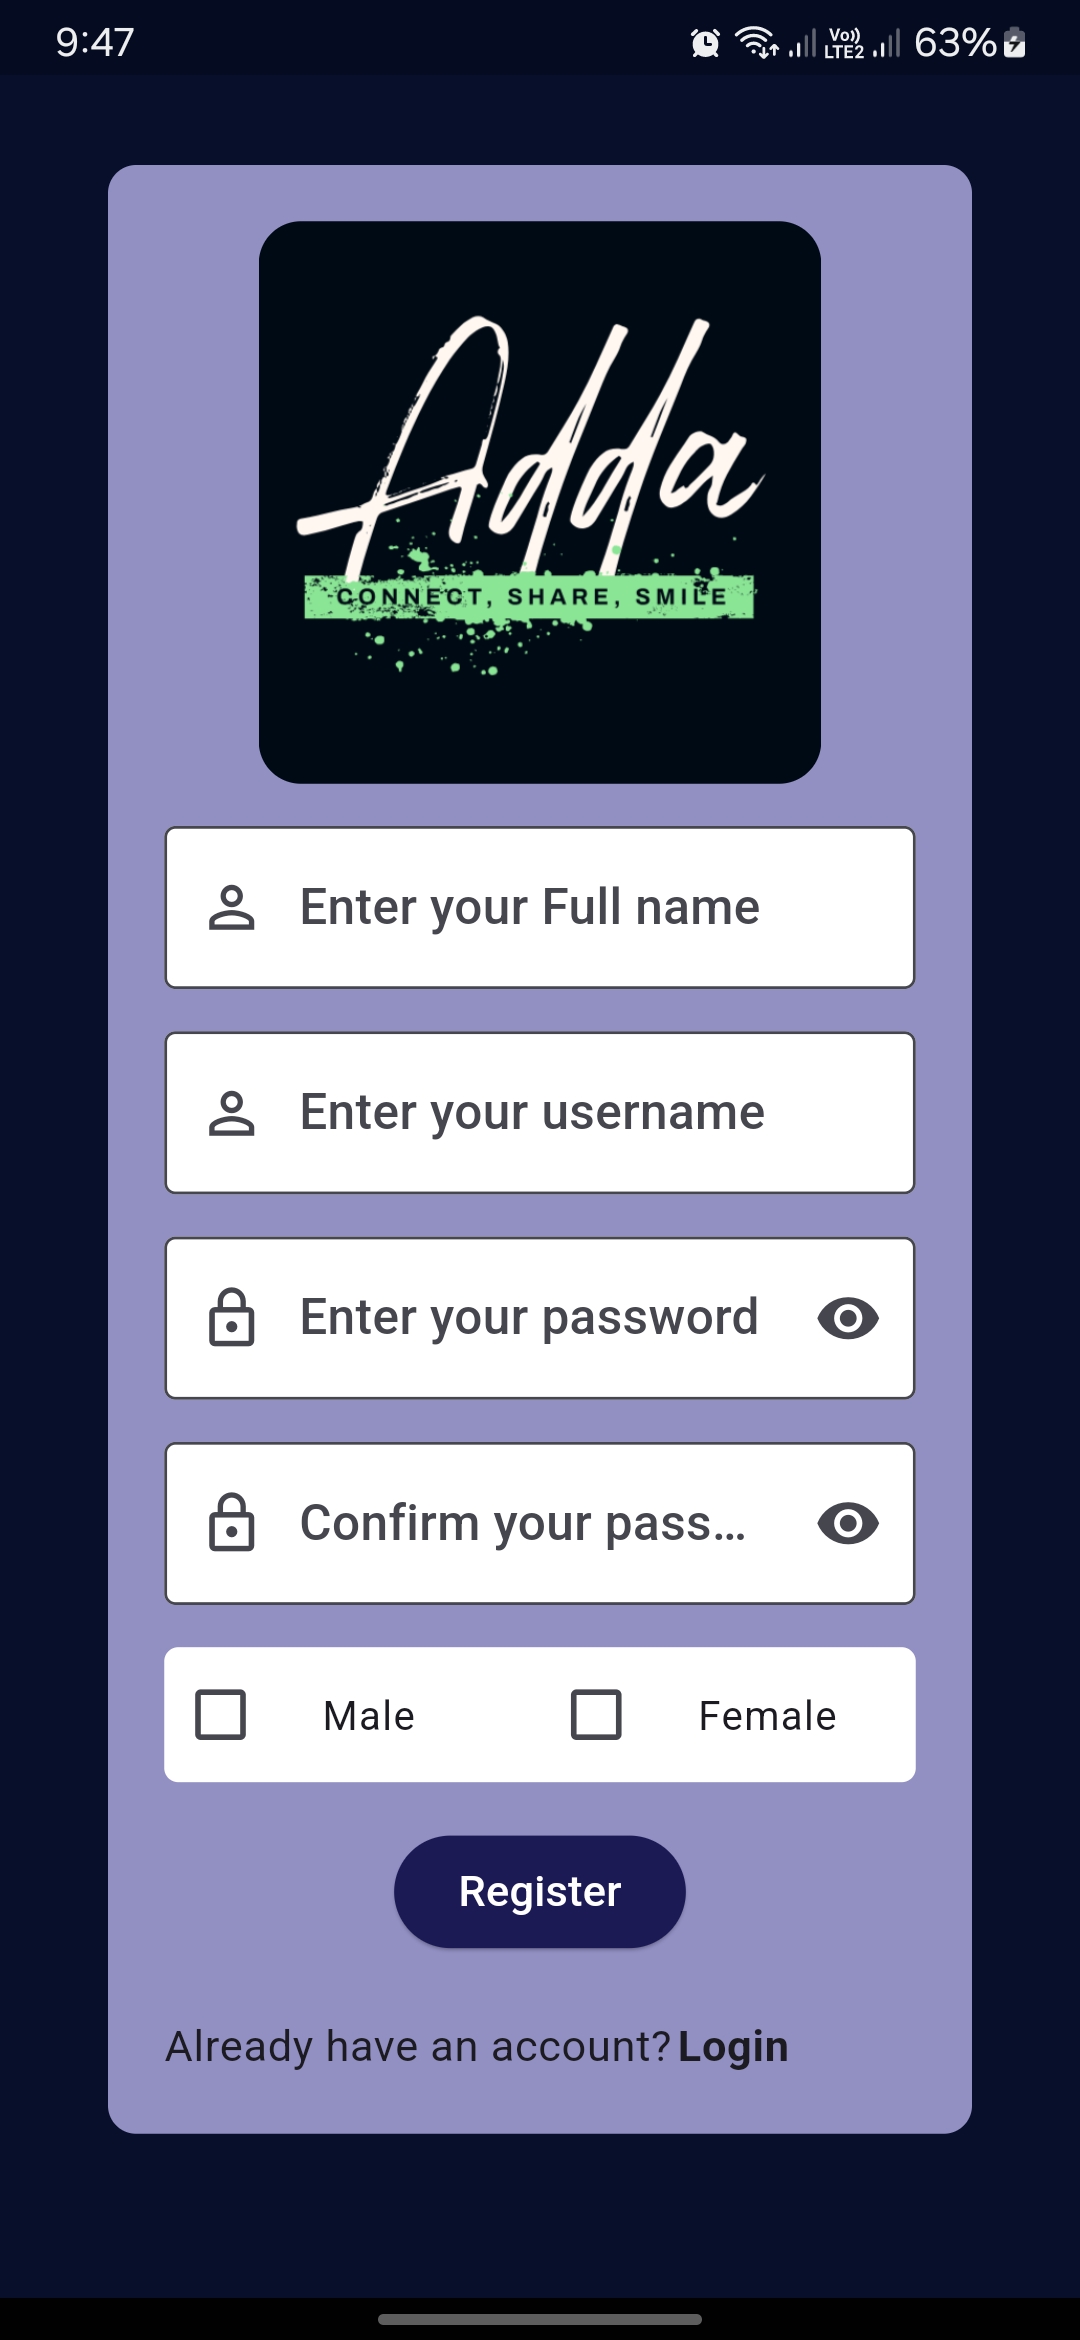 9:47 Vo)) LTE2 63%
Adda
CONNECT, SHARE, SMILE
Enter your Full name
Enter your username
Enter your password
Confirm your pass...
Male Female
Register
Already have an account? Login